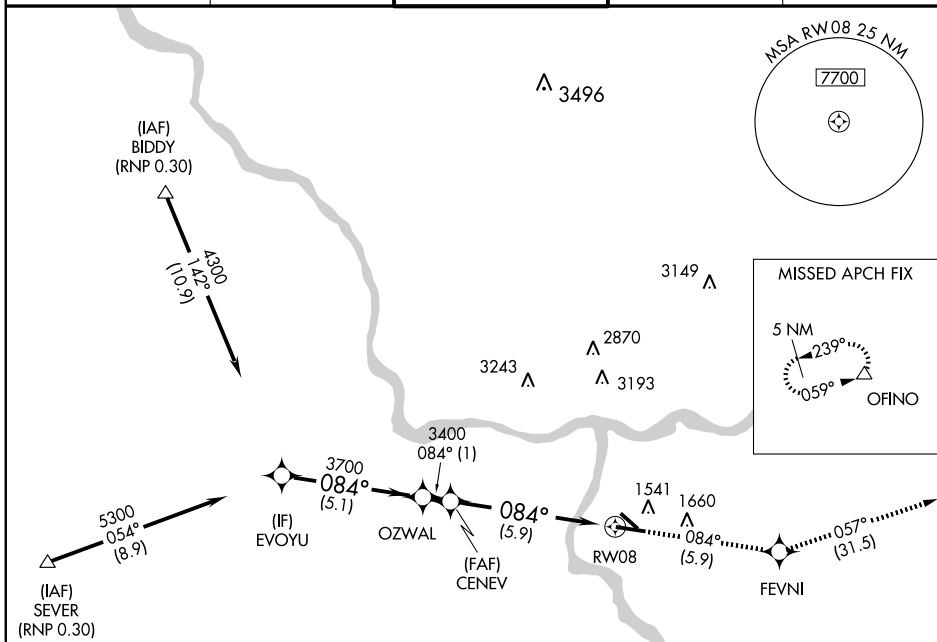 MSA RW08 25 NM
7700
3496
(IAF)
BIDDY
(RNP 0.30)
4300
142°
(10.9)
3149
MISSED APCH FIX
5 NM
239°
059°
OFINO
2870
3243
3193
3400
084° (1)
3700
084°
(5.1)
(IF)
EVOYU
OZWAL
(FAF)
CENEV
084°
(5.9)
1541
1660
RW08
084°
(5.9)
FEVNI
057°
(31.5)
5300
054°
(8.9)
(IAF)
SEVER
(RNP 0.30)